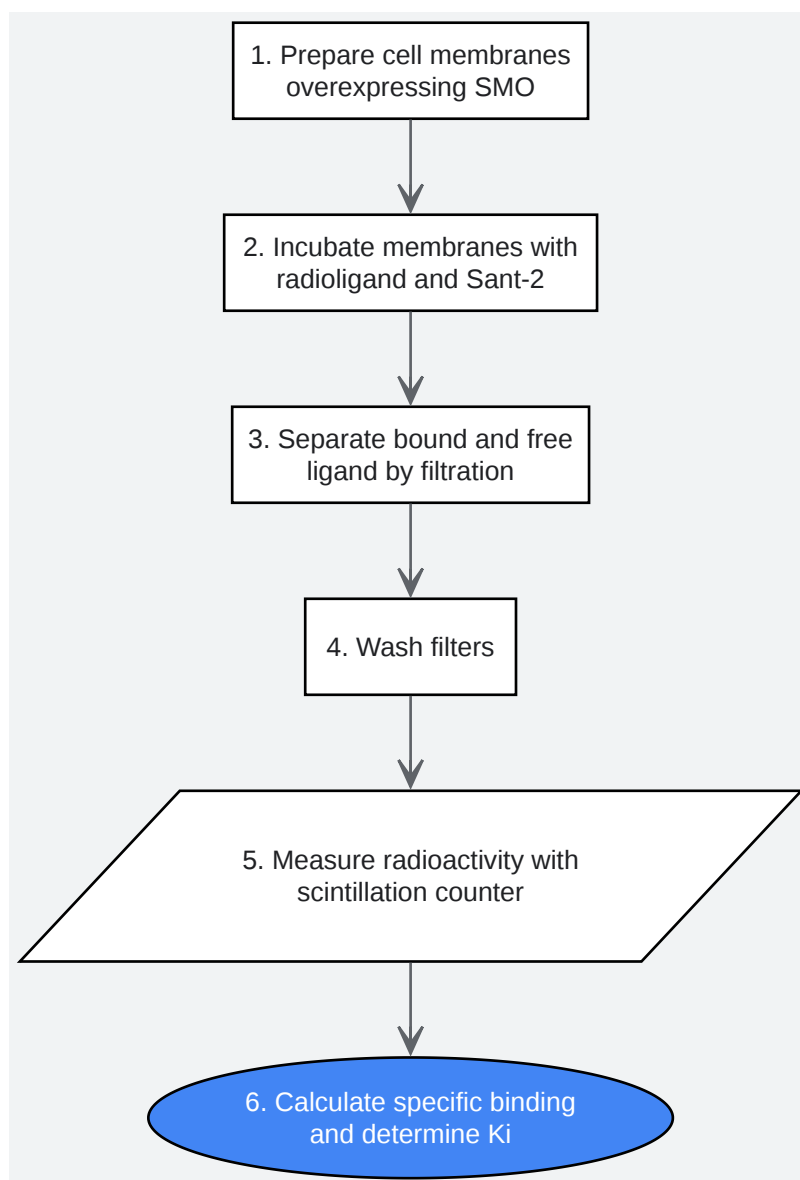 1. Prepare cell membranes
overexpressing SMO
2. Incubate membranes with
radioligand and Sant-2
3. Separate bound and free
ligand by filtration
4. Wash filters
5. Measure radioactivity with
scintillation counter
6. Calculate specific binding
and determine Ki